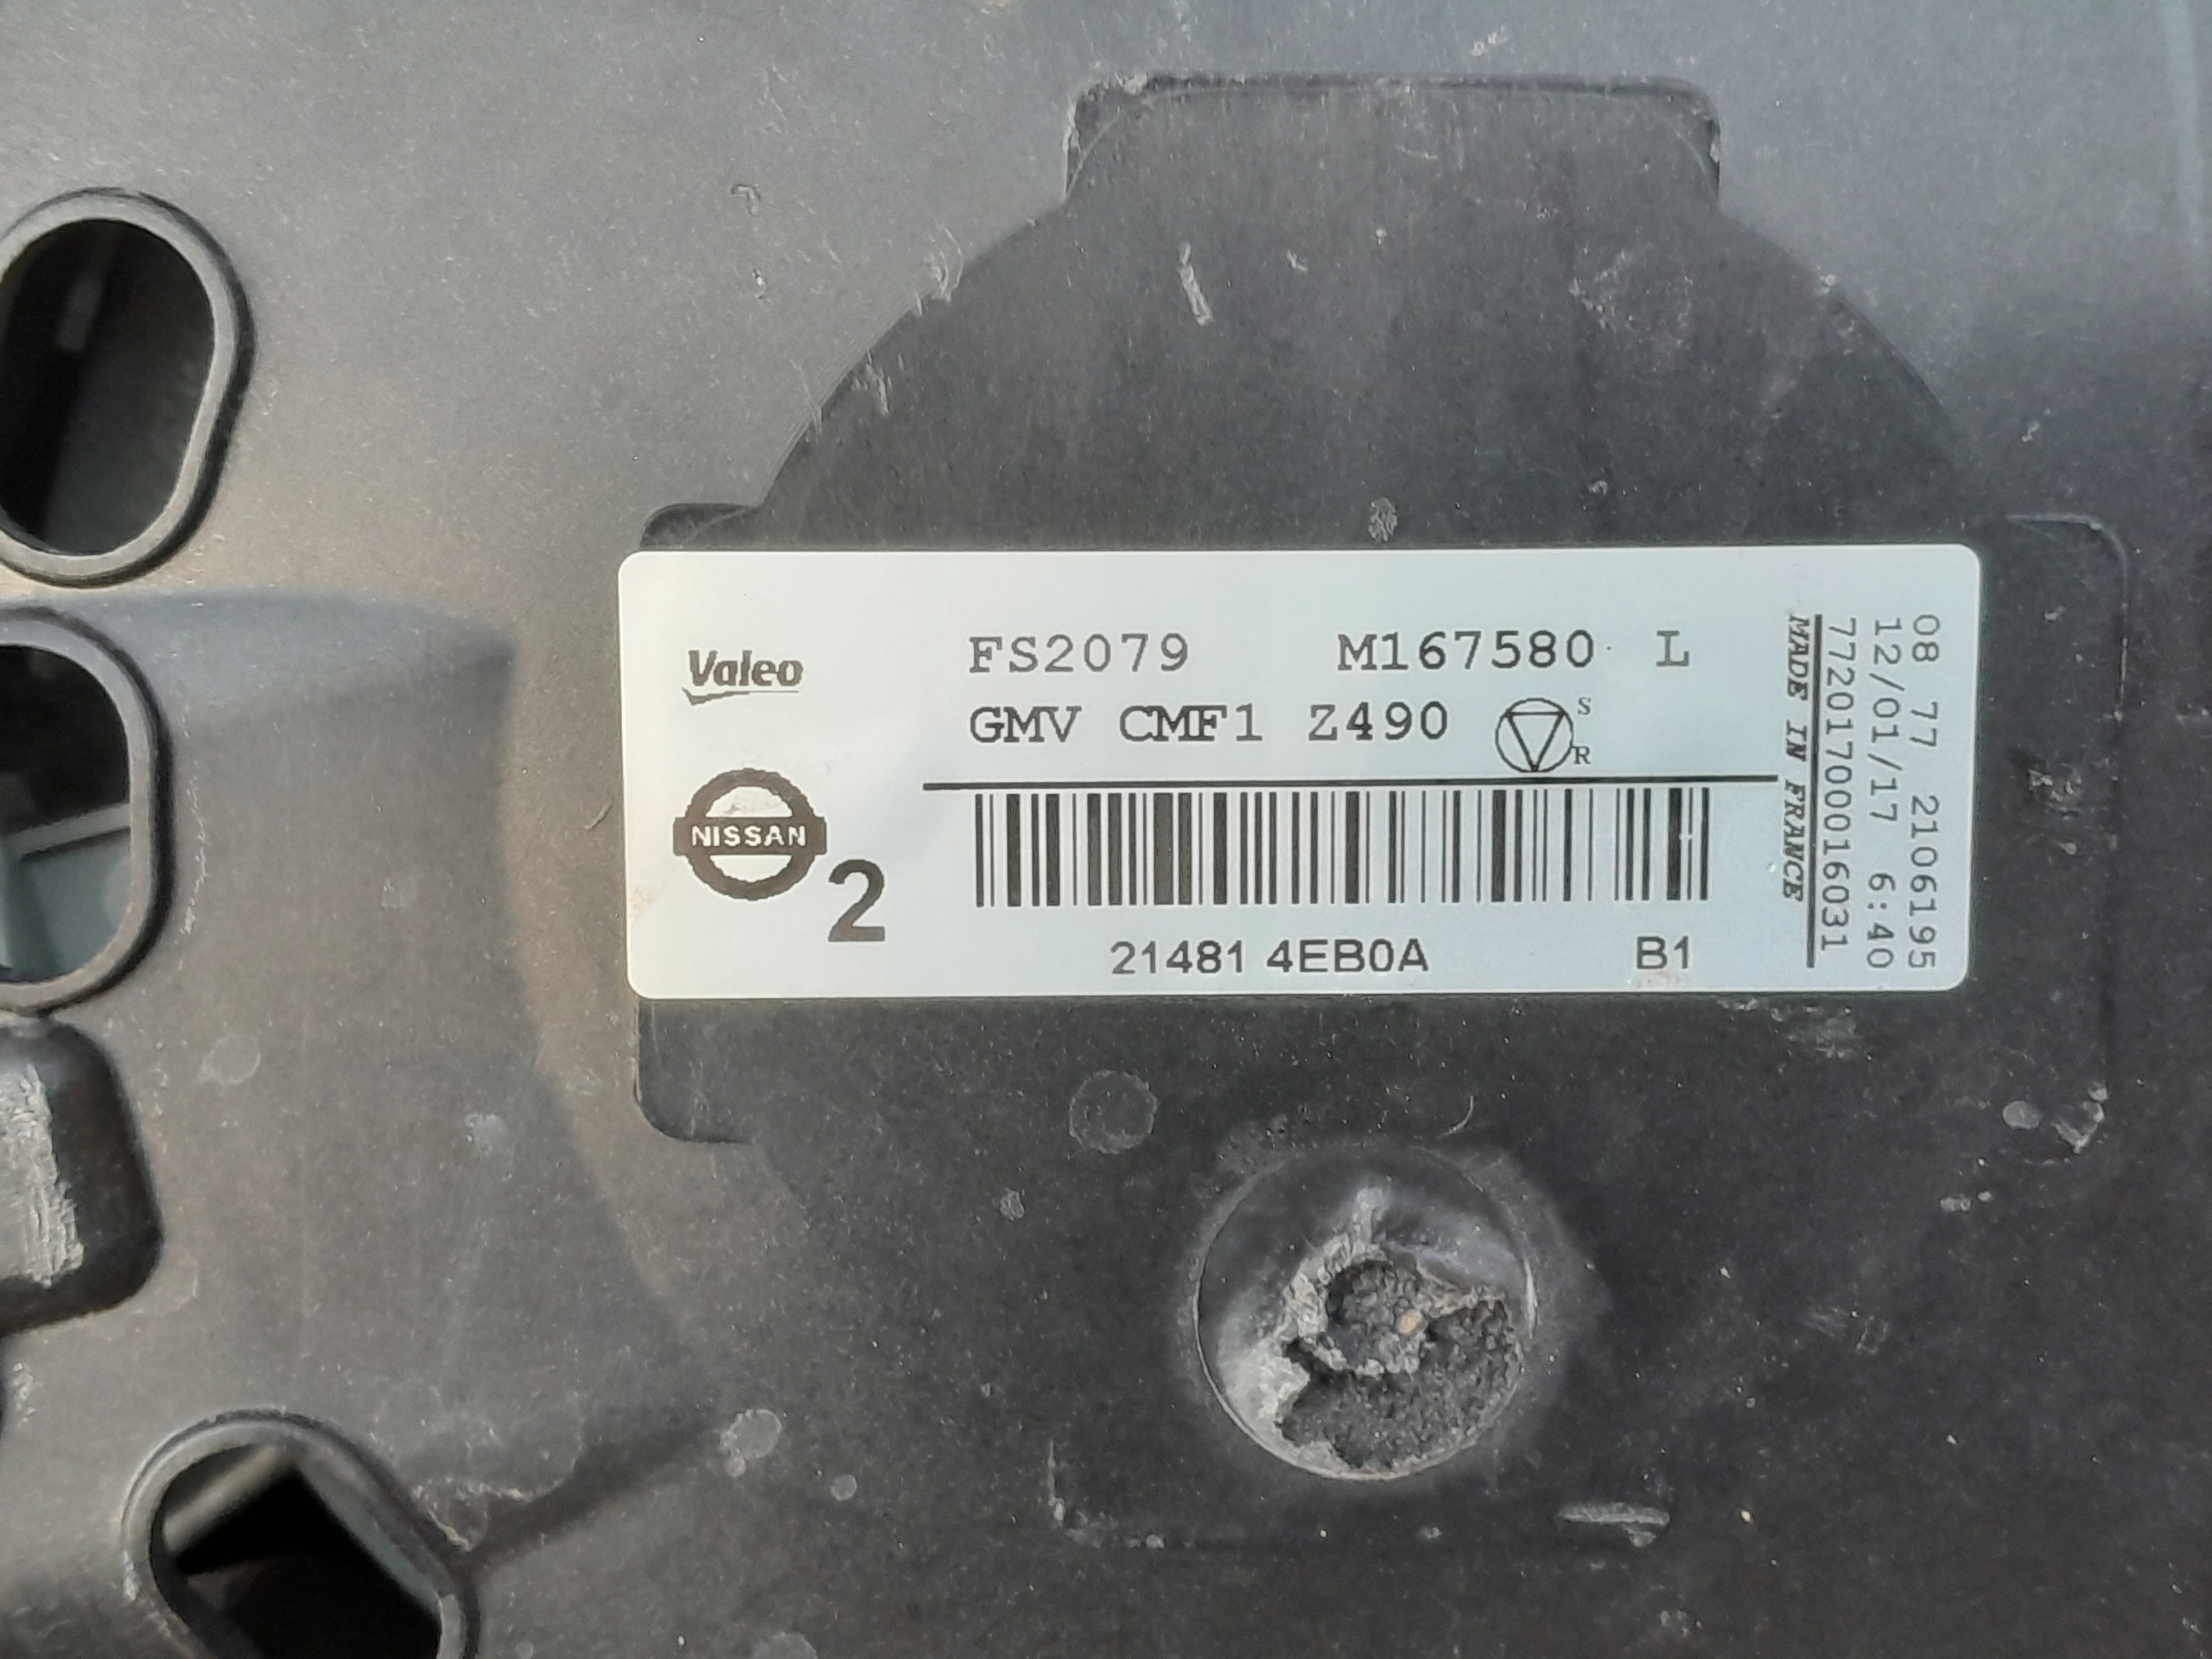 Valeo
FS2079 M167580 L
GMV CMF1 Z490 S R
NISSAN
2
21481 4EB0A B1
08 77 2106195
12/01/17 6:40
77201700016031
MADE IN FRANCE